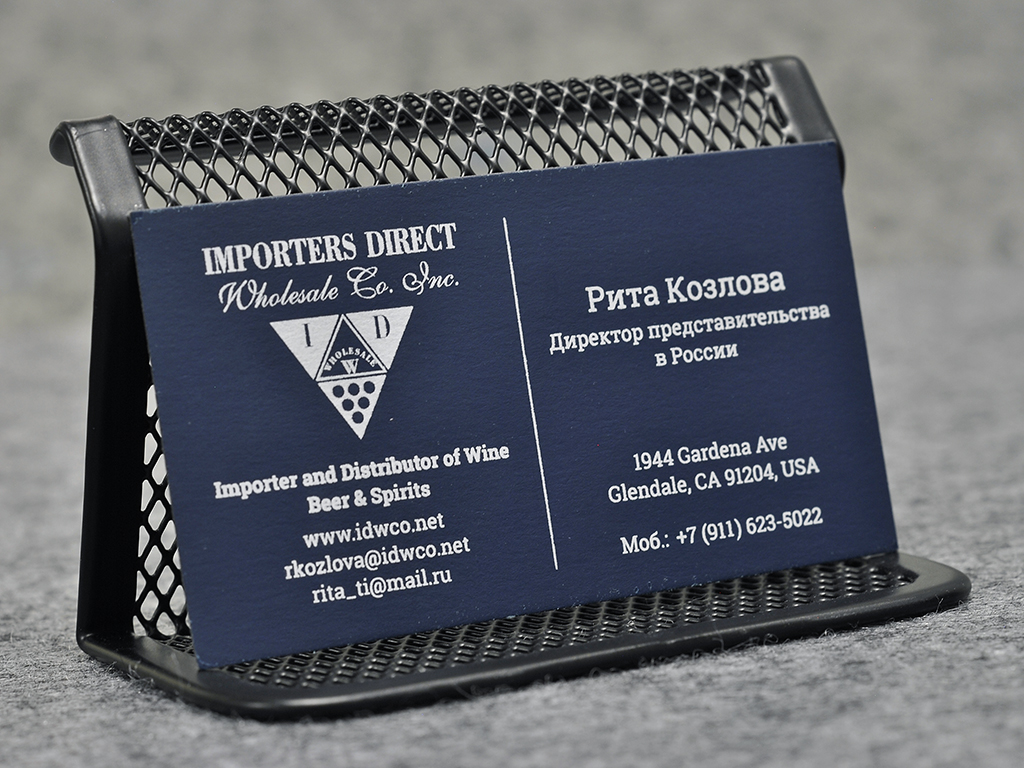 IMPORTERS DIRECT
Wholesale Co. Inc.
I D
WHOLESALE
W
Importer and Distributor of Wine
Beer & Spirits
www.idwco.net
rkozlova@idwco.net
rita_ti@mail.ru
Рита Козлова
Директор представительства
в России
1944 Gardena Ave
Glendale, CA 91204, USA
Моб.: +7 (911) 623-5022